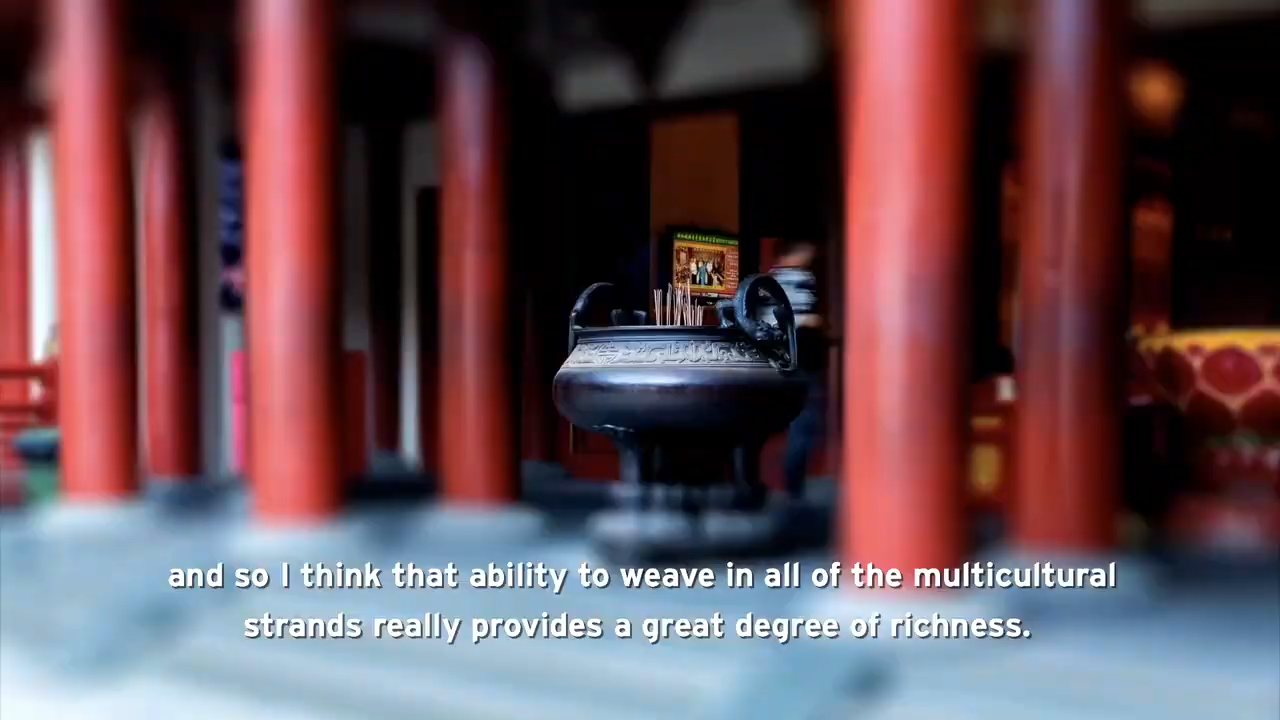 and so I think that ability to weave in all of the multicultural
strands really provides a great degree of richness.